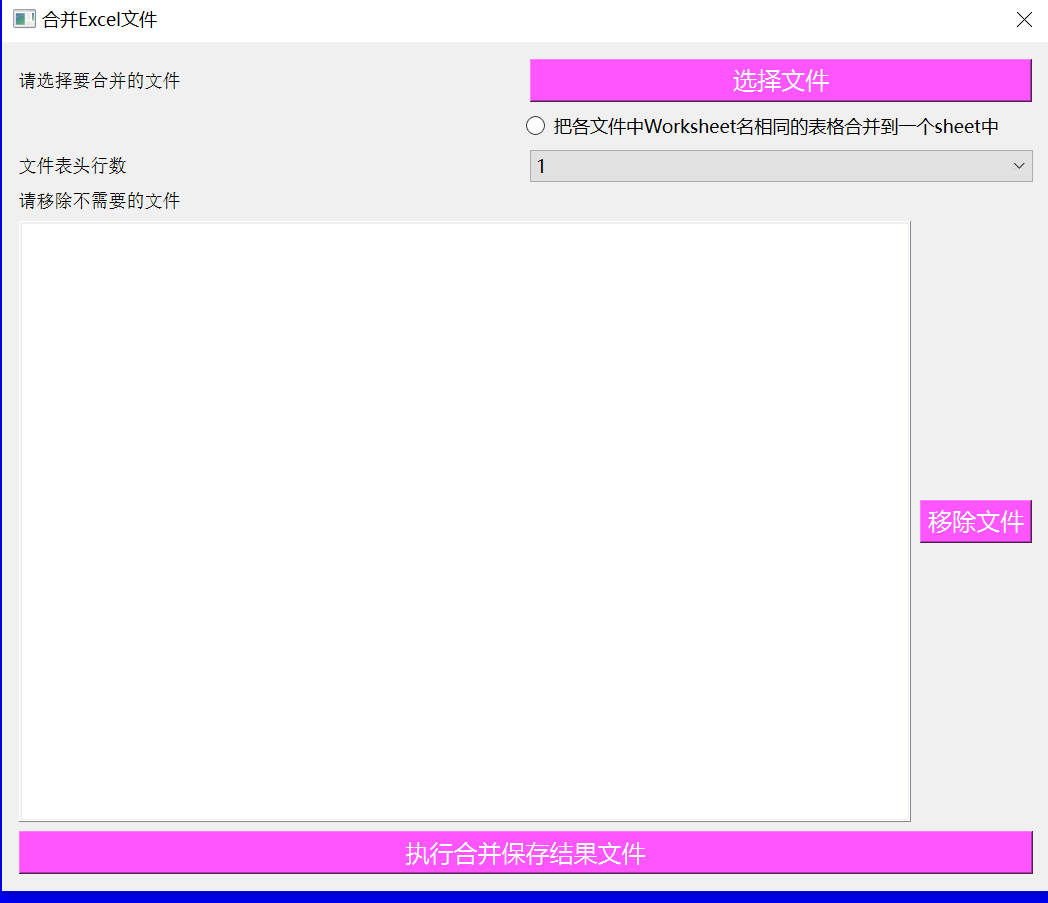 合并Excel文件
请选择要合并的文件
选择文件
把各文件中Worksheet名相同的表格合并到一个sheet中
文件表头行数
1
请移除不需要的文件
移除文件
执行合并保存结果文件